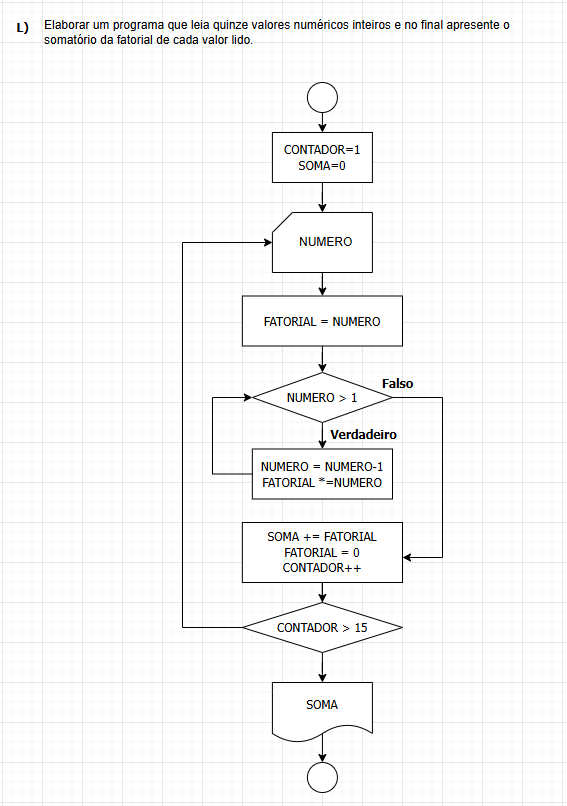 L) Elaborar um programa que leia quinze valores numéricos inteiros e no final apresente o
somatório da fatorial de cada valor lido.
CONTADOR=1
SOMA=0
NUMERO
FATORIAL = NUMERO
Falso
NUMERO > 1
Verdadeiro
NUMERO = NUMERO-1
FATORIAL *=NUMERO
SOMA += FATORIAL
FATORIAL = 0
CONTADOR++
CONTADOR > 15
SOMA